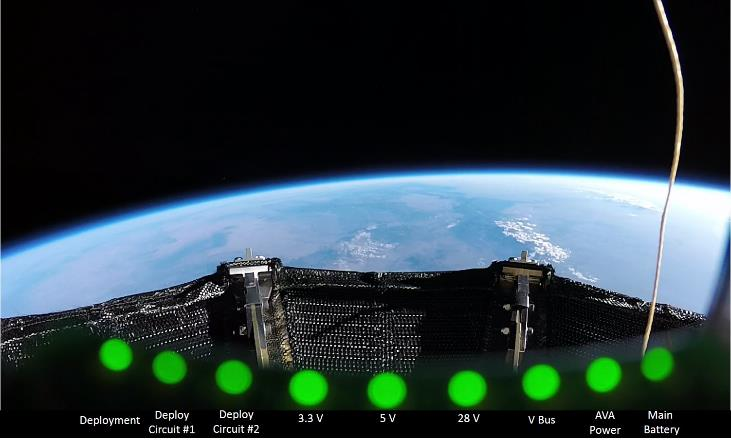 Deployment
Deploy
Circuit #1
Deploy
Circuit #2
3.3 V
5 V
28 V
V Bus
AVA
Power
Main
Battery